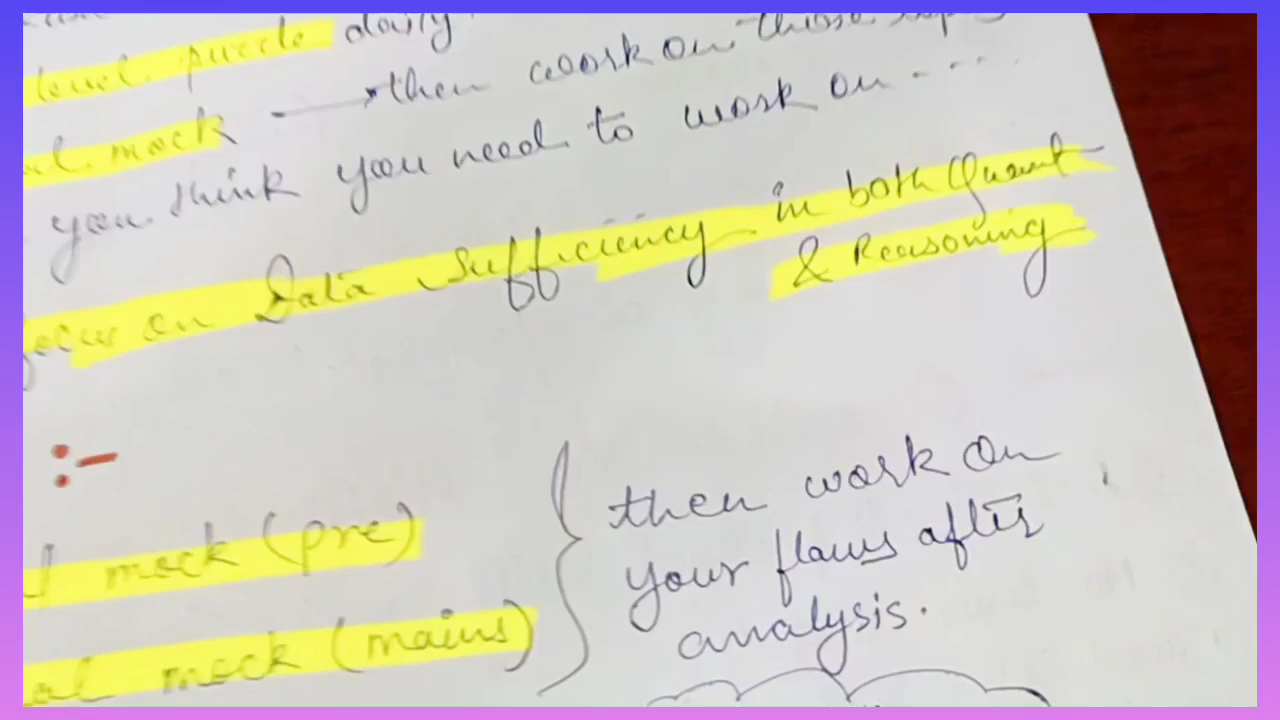 level puzzle daily
mock → then work on those
you think you need to work on ....
focus on Data Sufficiency in both Quant
& Reasoning
:-
mock (pre)
mock (mains)
then work on
your flaws after
analysis.